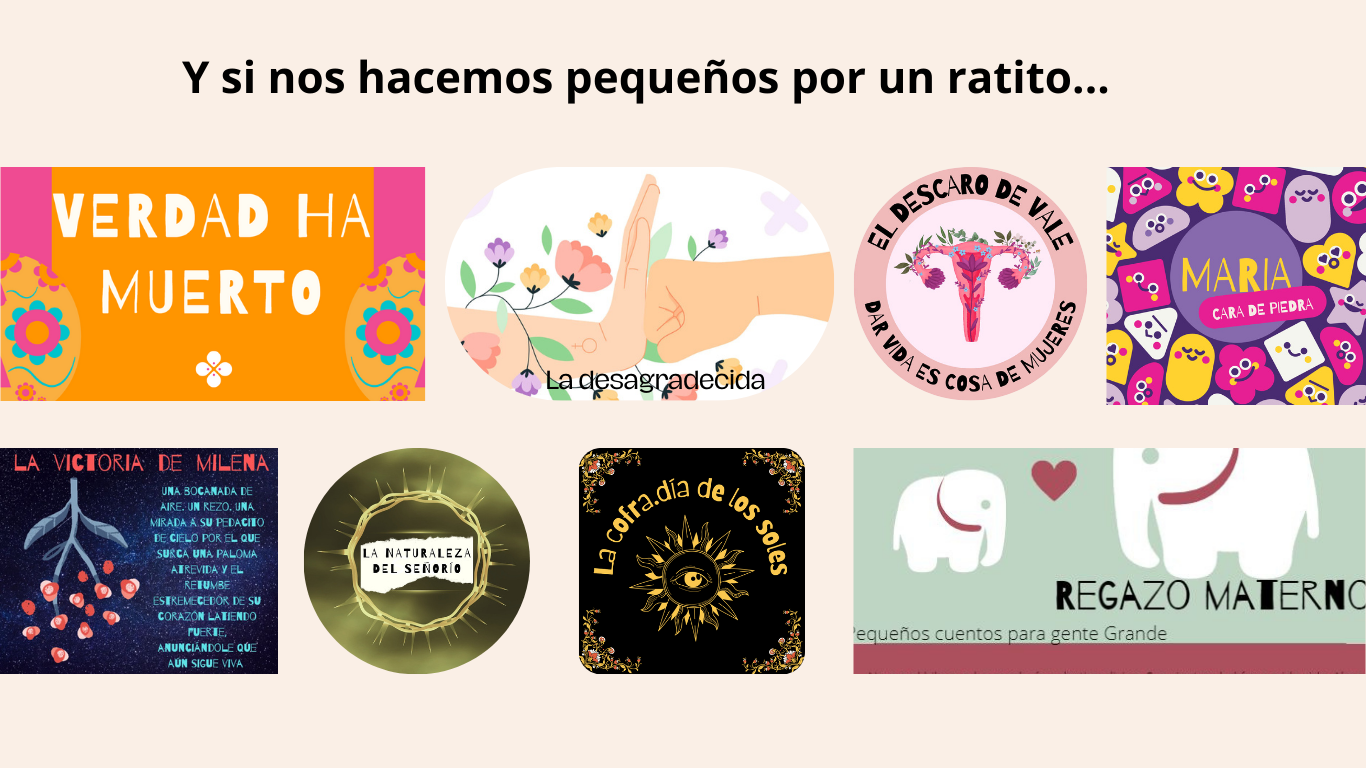 Y si nos hacemos pequeños por un ratito...
VERDAD HA
MUERTO
La desagradecida
EL DESCARO DE VALE
DAR VIDA ES COSA DE MUJERES
MARIA
CARA DE PIEDRA
LA VICTORIA DE MILENA
UNA BOCANADA DE
AIRE, UN REZO, UNA
MIRADA A SU PEDACITO
DE CIELO POR EL QUE
SURCA UNA PALOMA
ATREVIDA Y EL
RETUMBE
ESTREMECEDOR DE SU
CORAZÓN LATIENDO
FUERTE,
ANUNCIÁNDOLE QUE
AÚN SIGUE VIVA
LA NATURALEZA
DEL SEÑORÍO
La cofra.día de los soles
REGAZO MATERNO
Pequeños cuentos para gente Grande